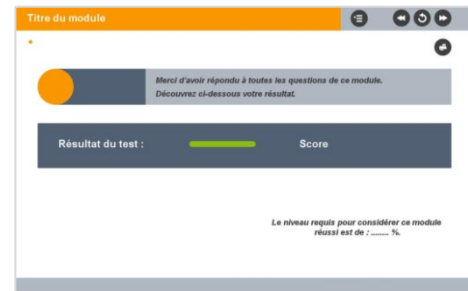 Titre du module
Merci d'avoir répondu à toutes les questions de ce module.
Découvrez ci-dessous votre résultat.
Résultat du test :
Score
Le niveau requis pour considérer ce module
réussi est de : ........ %.